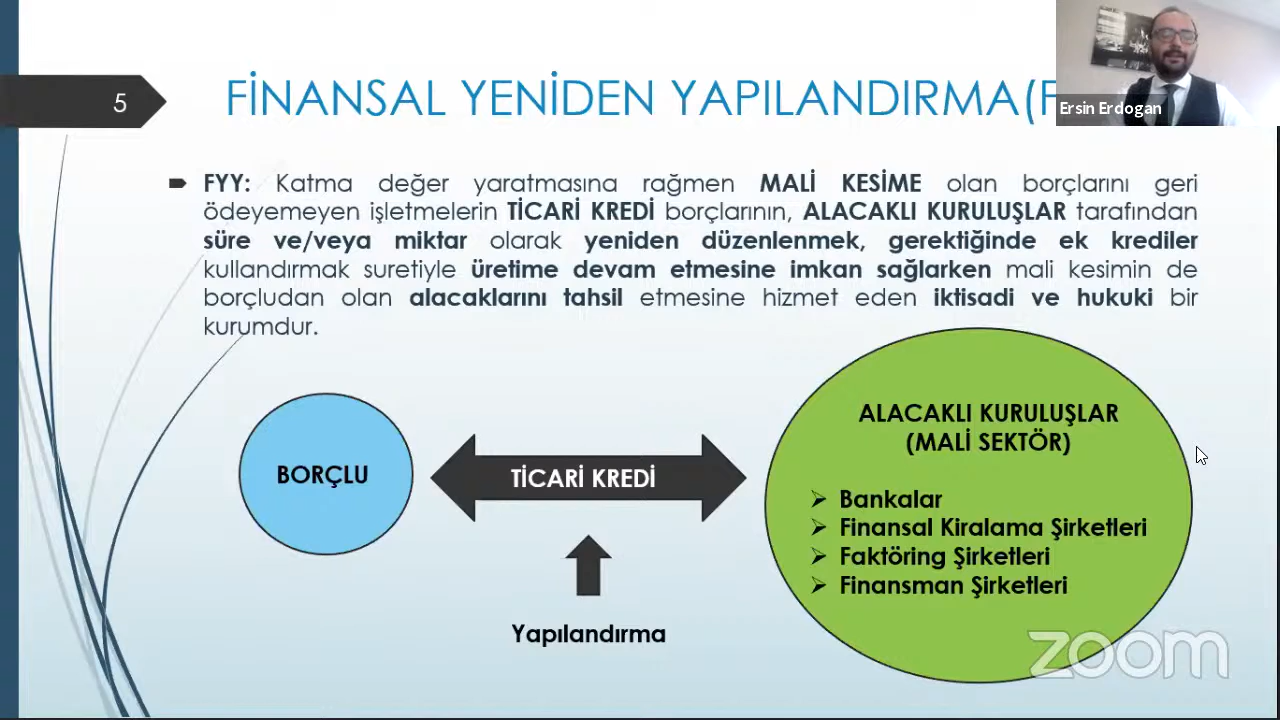 5
FİNANSAL YENİDEN YAPILANDIRMA(F
Ersin Erdogan
FYY: Katma değer yaratmasına rağmen MALİ KESİME olan borçlarını geri
ödeyemeyen işletmelerin TİCARİ KREDİ borçlarının, ALACAKLI KURULUŞLAR tarafından
süre ve/veya miktar olarak yeniden düzenlenmek, gerektiğinde ek krediler
kullandırmak suretiyle üretime devam etmesine imkan sağlarken mali kesimin de
borçludan olan alacaklarını tahsil etmesine hizmet eden iktisadi ve hukuki bir
kurumdur.
BORÇLU
TİCARİ KREDİ
Yapılandırma
ALACAKLI KURULUŞLAR
(MALİ SEKTÖR)
Bankalar
Finansal Kiralama Şirketleri
Faktöring Şirketleri
Finansman Şirketleri
zoom